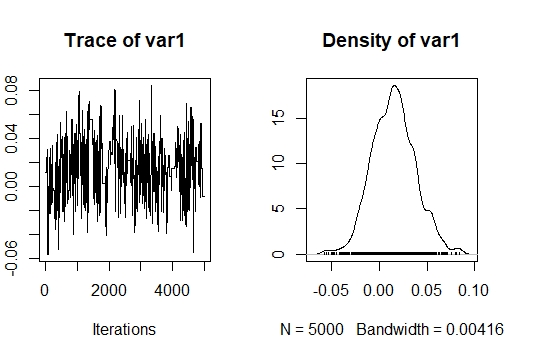 Trace of var1
0.08
0.04
0.00
-0.06
0 2000 4000
Iterations
Density of var1
15
10
5
0
-0.05 0.00 0.05 0.10
N = 5000 Bandwidth = 0.00416